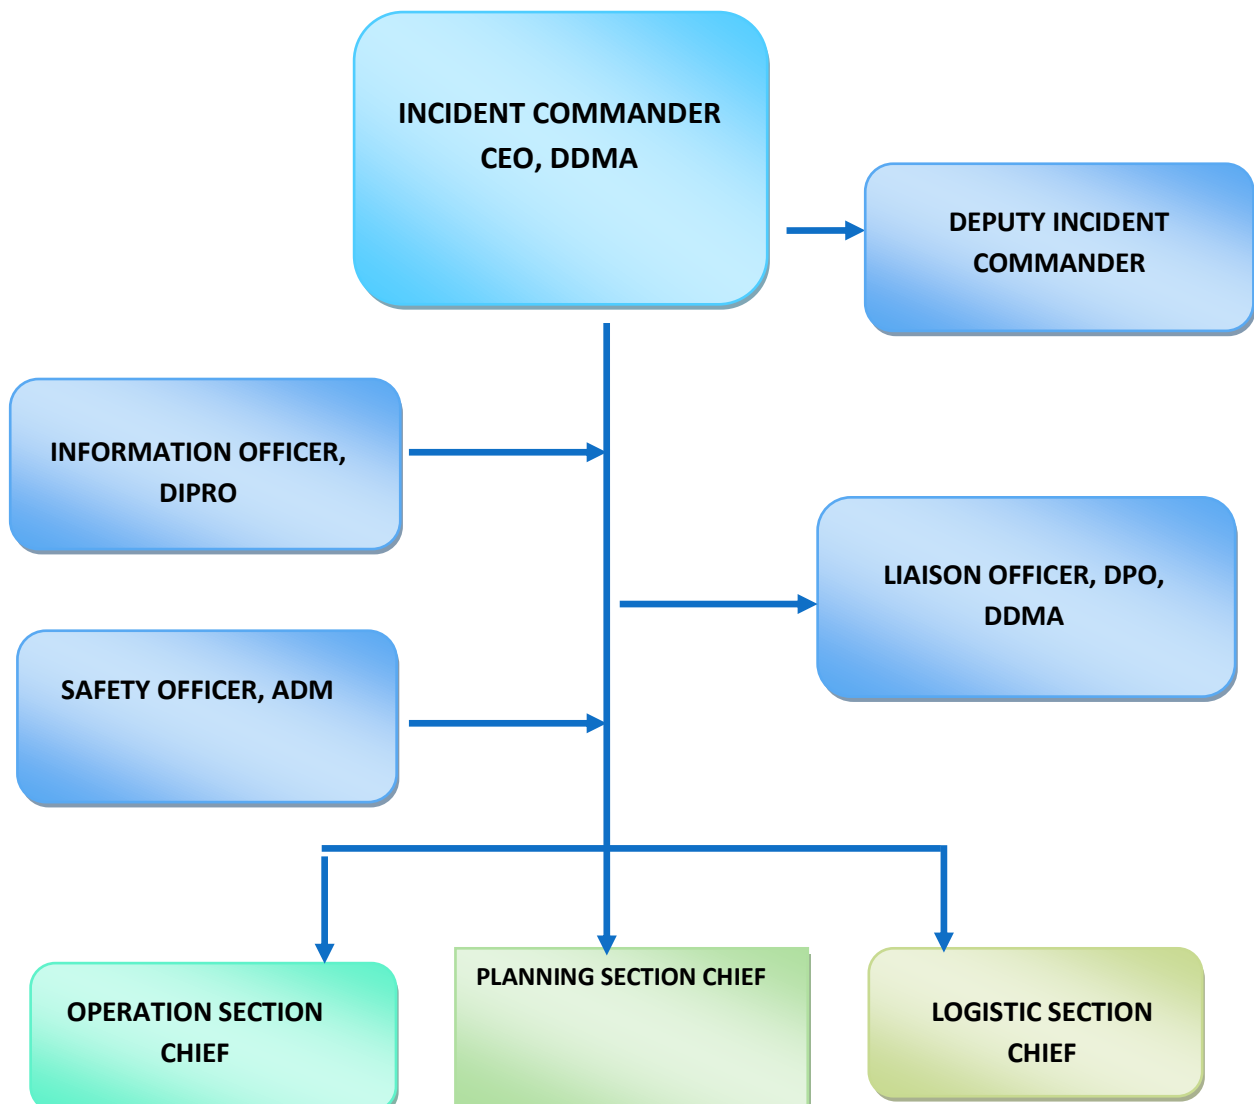 INCIDENT COMMANDER
CEO, DDMA
DEPUTY INCIDENT
COMMANDER
INFORMATION OFFICER,
DIPRO
LIAISON OFFICER, DPO,
DDMA
SAFETY OFFICER, ADM
OPERATION SECTION
CHIEF
PLANNING SECTION CHIEF
LOGISTIC SECTION
CHIEF